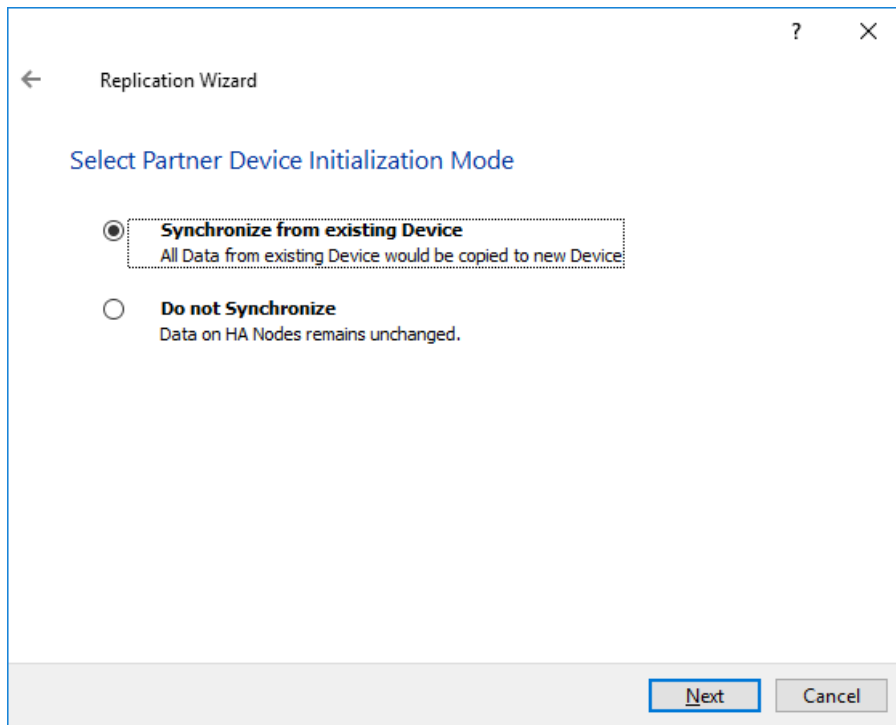 ?
Replication Wizard
Select Partner Device Initialization Mode
Synchronize from existing Device
All Data from existing Device would be copied to new Device
Do not Synchronize
Data on HA Nodes remains unchanged.
Next Cancel